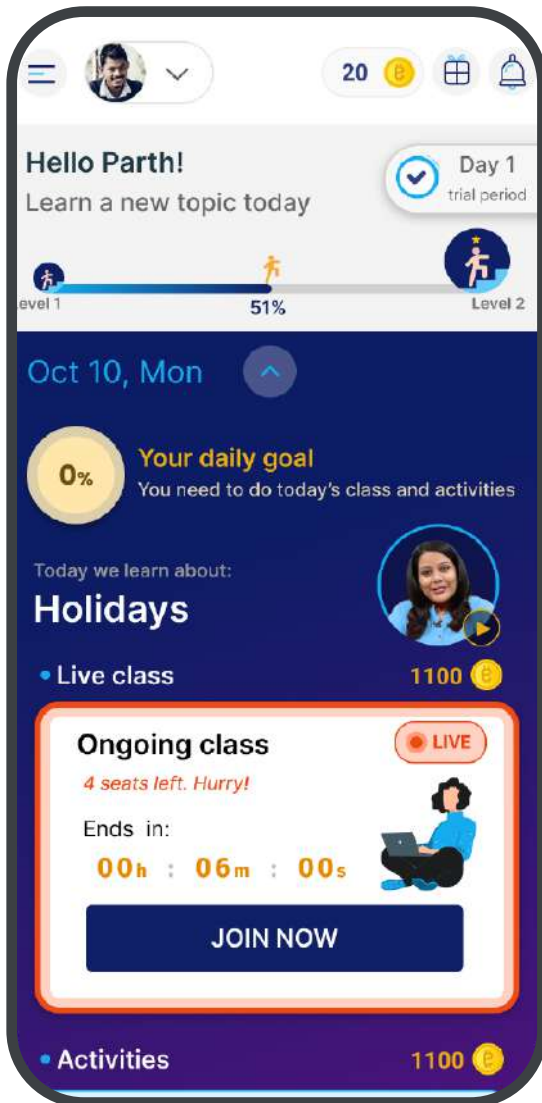 20
Hello Parth!
Learn a new topic today
Day 1
trial period
evel 1
51%
Level 2
Oct 10, Mon
0%
Your daily goal
You need to do today's class and activities
Today we learn about:
Holidays
Live class
1100
Ongoing class
LIVE
4 seats left. Hurry!
Ends in:
00h : 06m : 00s
JOIN NOW
Activities
1100